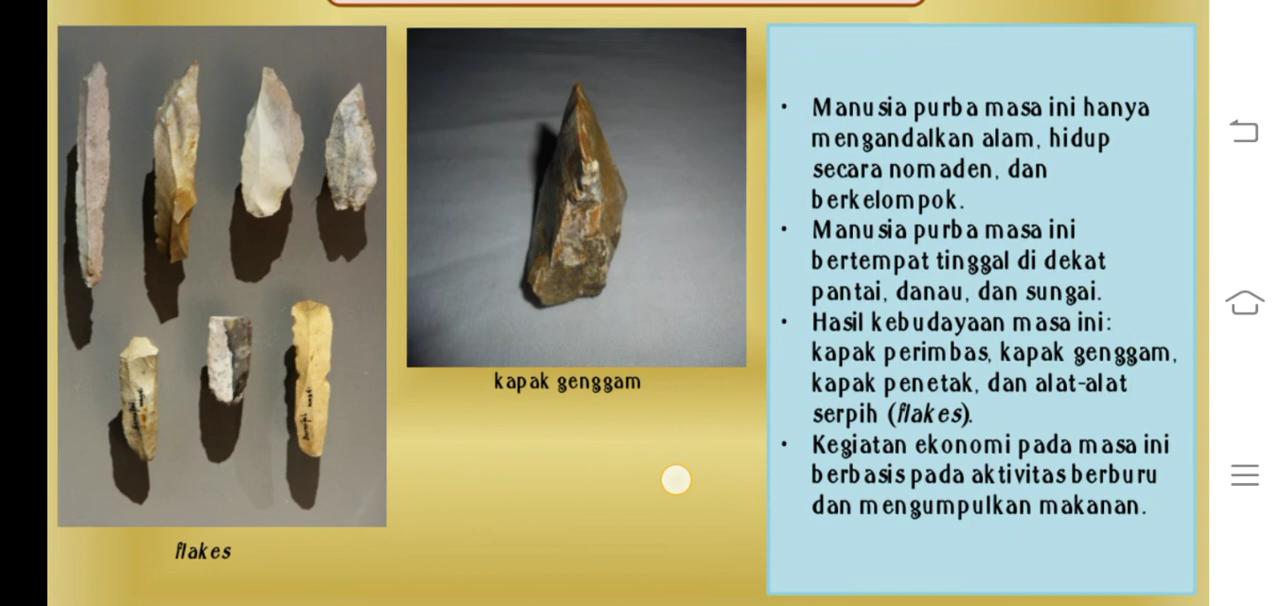 Manusia purba masa ini hanya
mengandalkan alam, hidup
secara nomaden, dan
berkelompok.
Manusia purba masa ini
bertempat tinggal di dekat
pantai, danau, dan sungai.
Hasil kebudayaan masa ini:
kapak perimbas, kapak genggam,
kapak penetak, dan alat-alat
serpih (flakes).
Kegiatan ekonomi pada masa ini
berbasis pada aktivitas berburu
dan mengumpulkan makanan.
kapak genggam
flakes